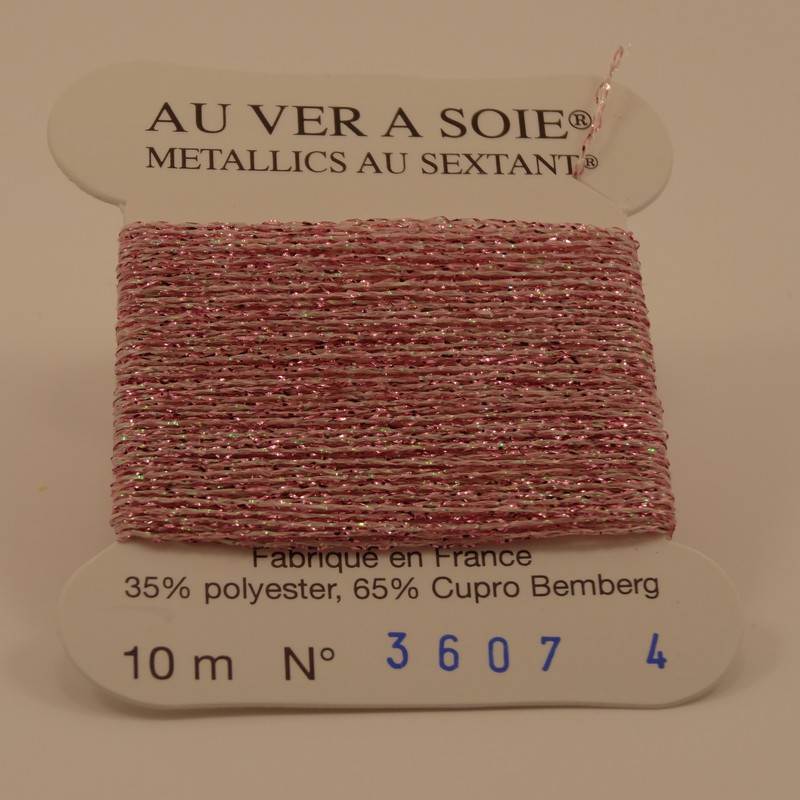 AU VER A SOIE®
METALLICS AU SEXTANT®
Fabriqué en France
35% polyester, 65% Cupro Bemberg
10 m N° 3607 4